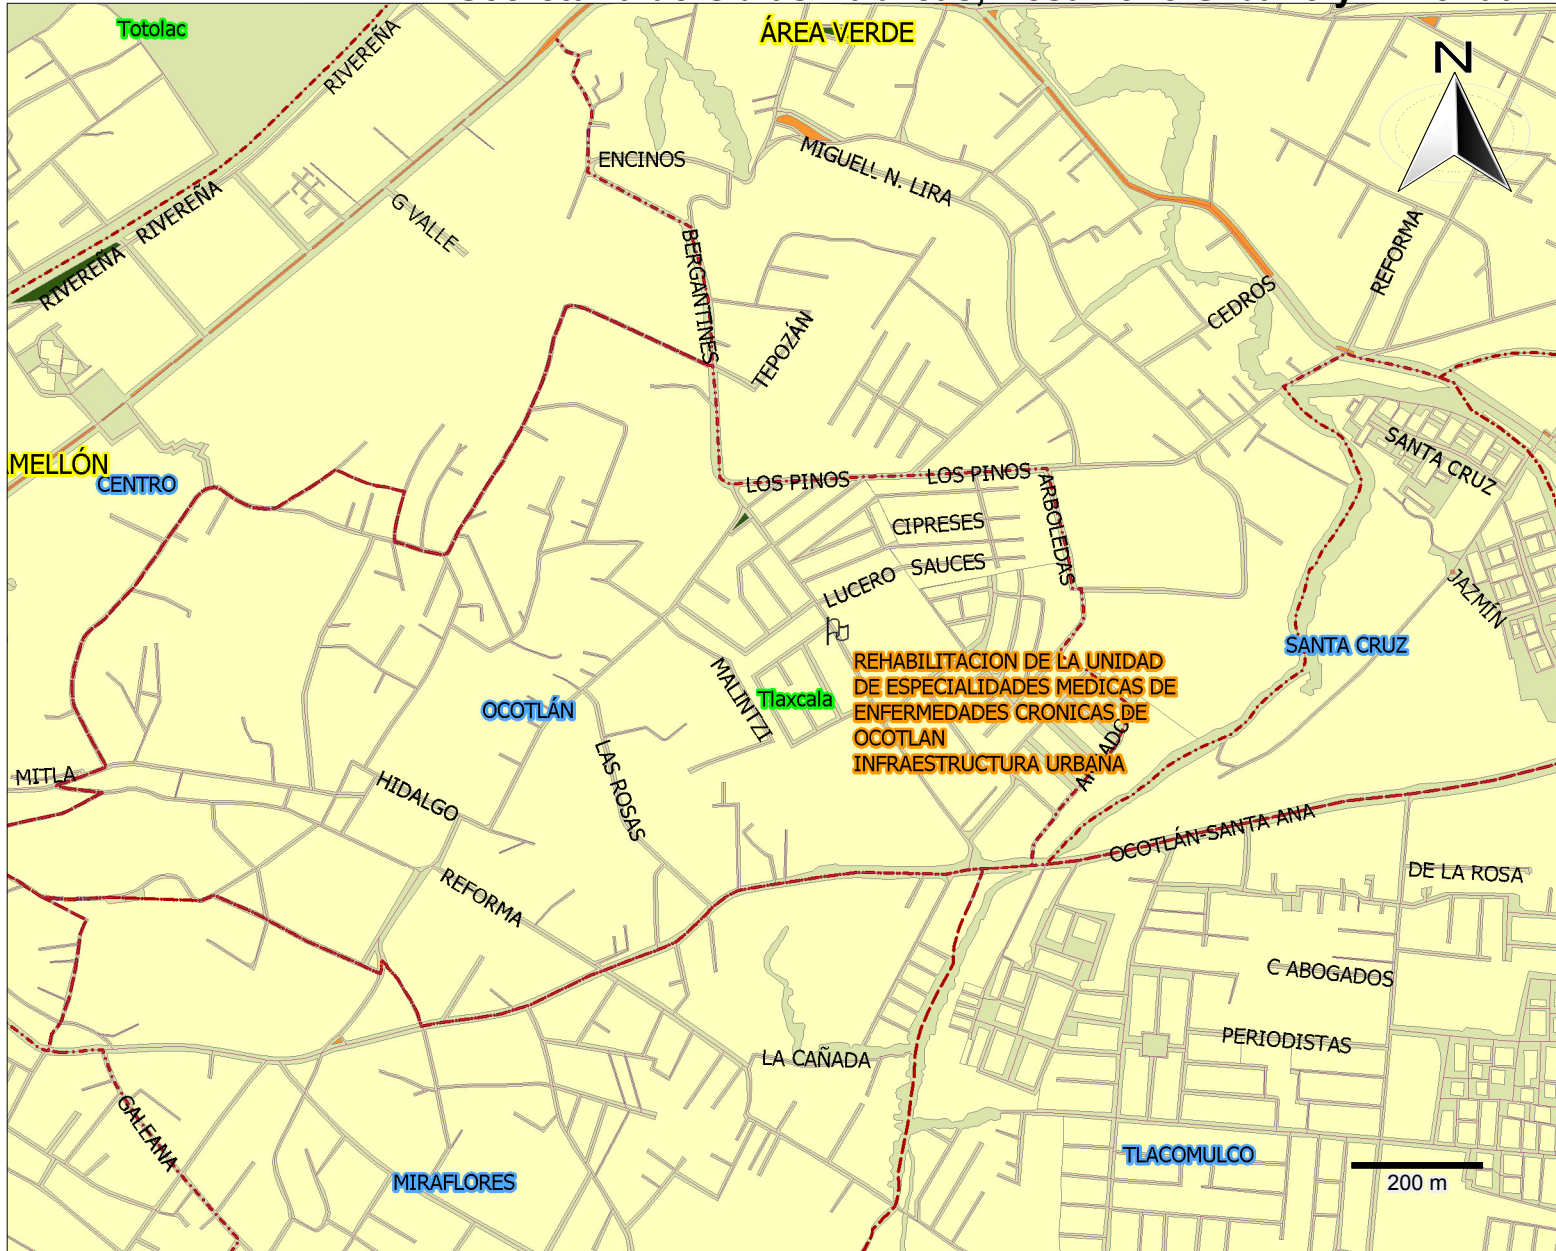 Totolac
RIVEREÑA
ÁREA VERDE
N
ENCINOS
MIGUEL N. LIRA
RIVEREÑA
G VALLE
RIVEREÑA
BERGANTINES
REFORMA
CEDROS
TEPOZÁN
MELLÓN
CENTRO
SANTA CRUZ
LOS PINOS
LOS PINOS
ARBOLEDAS
CIPRESES
SAUCES
LUCERO
JAZMÍN
SANTA CRUZ
REHABILITACION DE LA UNIDAD
DE ESPECIALIDADES MEDICAS DE
ENFERMEDADES CRONICAS DE
OCOTLAN
INFRAESTRUCTURA URBANA
MALINTZI
Tlaxcala
OCOTLÁN
LAS ROSAS
MITLA
HIDALGO
OCOTLÁN-SANTA ANA
DE LA ROSA
REFORMA
C ABOGADOS
PERIODISTAS
LA CAÑADA
GALEANA
MIRAFLORES
TLACOMULCO
200 m